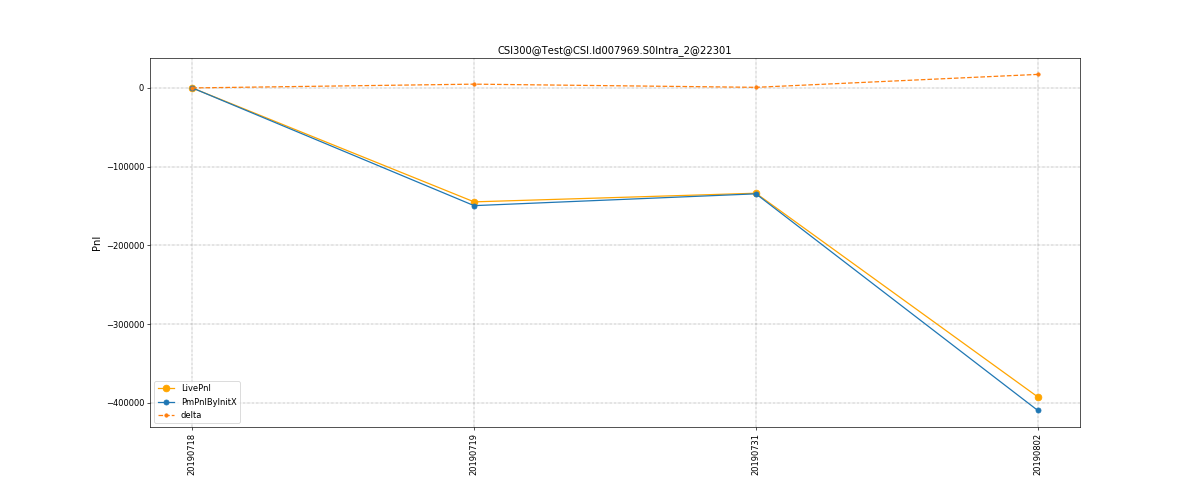 CSI300@Test@CSI.Id007969.S0Intra_2@22301
Pnl
0
−100000
−200000
−300000
−400000
LivePnl
PmPnlByInitX
delta
20190718
20190719
20190731
20190802